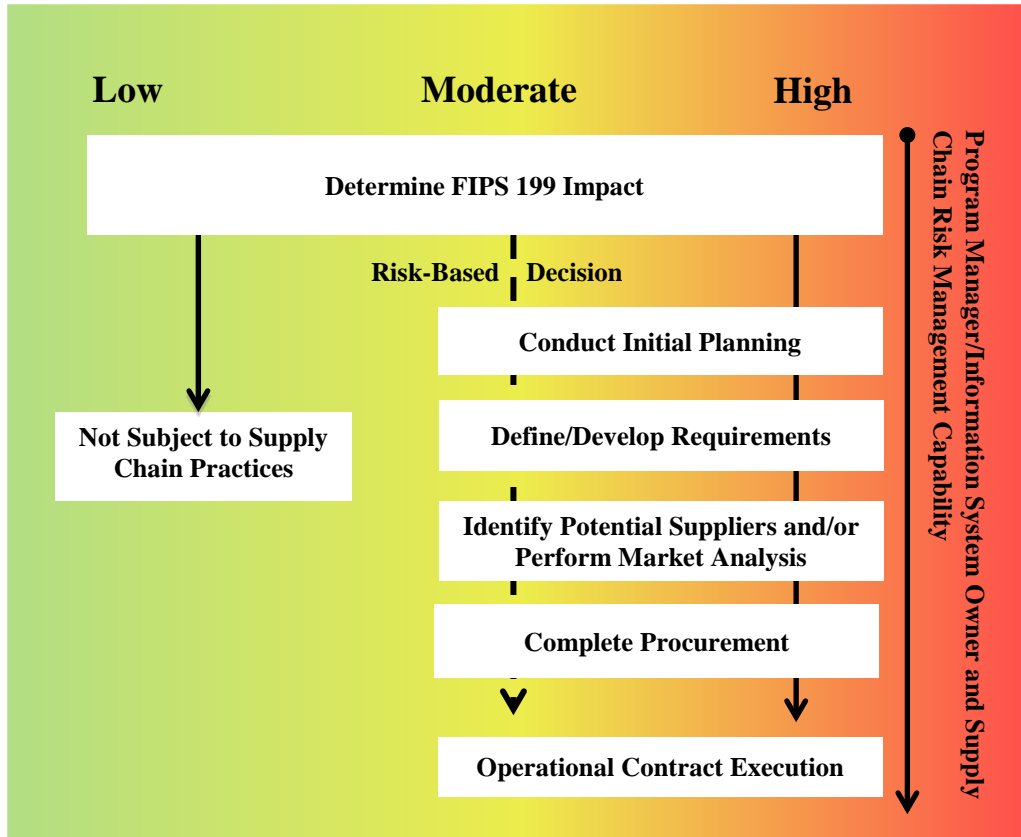 Low
Moderate
High
Determine FIPS 199 Impact
Risk-Based Decision
Conduct Initial Planning
Not Subject to Supply
Chain Practices
Define/Develop Requirements
Identify Potential Suppliers and/or
Perform Market Analysis
Complete Procurement
Operational Contract Execution
Program Manager/Information System Owner and Supply
Chain Risk Management Capability